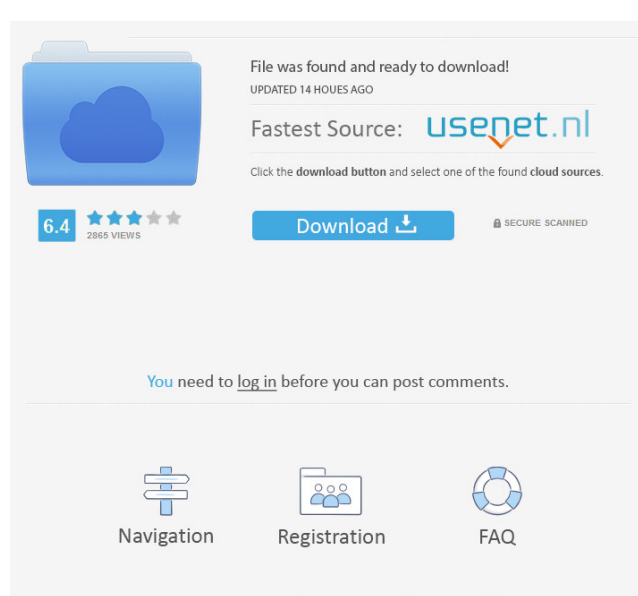 File was found and ready to download!
UPDATED 14 HOUES AGO
Fastest Source: usenet.nl
Click the download button and select one of the found cloud sources.
6.4
2865 VIEWS
Download
SECURE SCANNED
You need to log in before you can post comments.
Navigation
Registration
FAQ